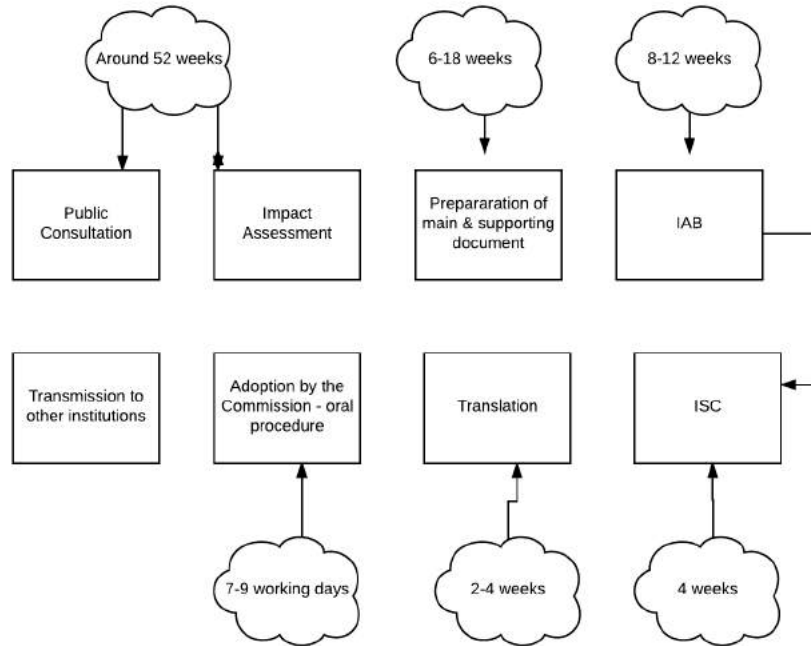 Around 52 weeks
6-18 weeks
8-12 weeks
Public
Consultation
Impact
Assessment
Prepararation of
main & supporting
document
IAB
Transmission to
other institutions
Adoption by the
Commission - oral
procedure
Translation
ISC
7-9 working days
2-4 weeks
4 weeks